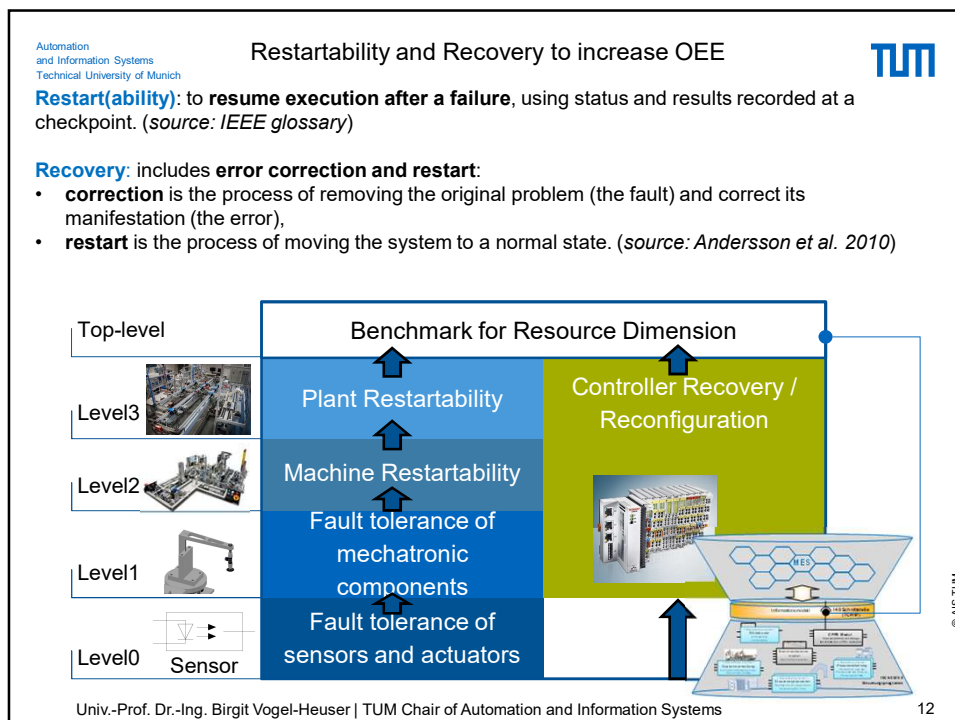 Automation
and Information Systems
Technical University of Munich
Restartability and Recovery to increase OEE
TUM
Restart(ability): to resume execution after a failure, using status and results recorded at a
checkpoint. (source: IEEE glossary)
Recovery: includes error correction and restart:
• correction is the process of removing the original problem (the fault) and correct its
manifestation (the error),
• restart is the process of moving the system to a normal state. (source: Andersson et al. 2010)
Top-level
Benchmark for Resource Dimension
Level3
Plant Restartability
Controller Recovery /
Reconfiguration
Level2
Machine Restartability
Level1
Fault tolerance of
mechatronic
components
Level0
Sensor
Fault tolerance of
sensors and actuators
MES
© AIS TUM
Univ.-Prof. Dr.-Ing. Birgit Vogel-Heuser | TUM Chair of Automation and Information Systems
12